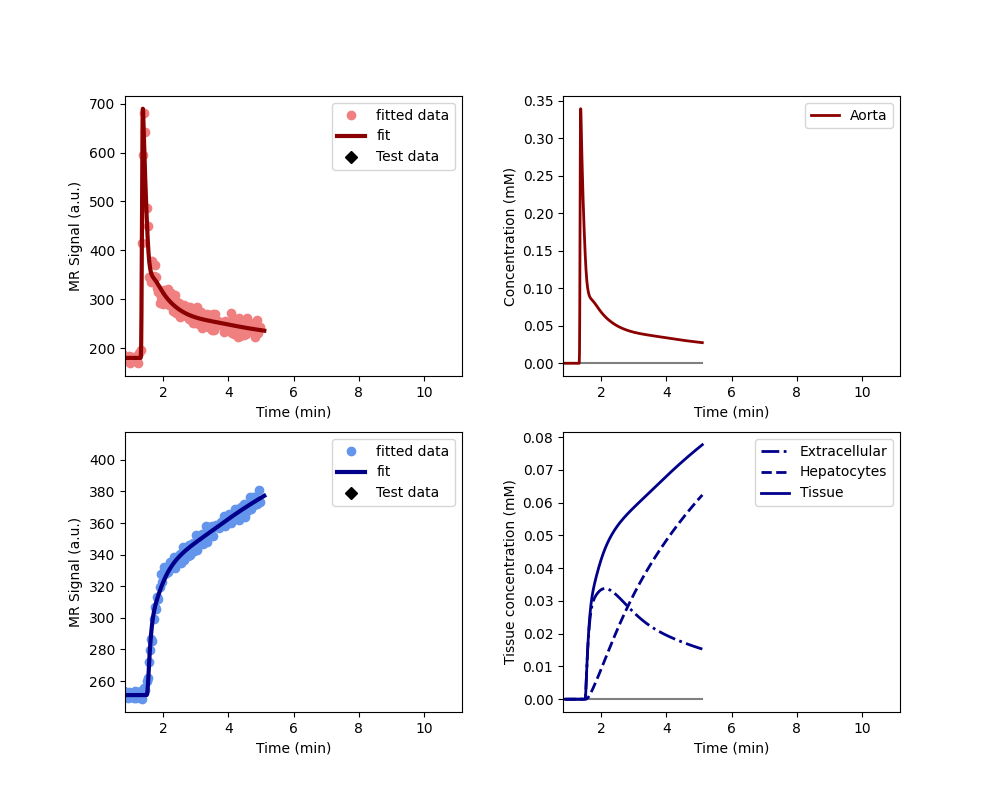 700
600
500
400
300
200
MR Signal (a.u.)
2
4
6
8
10
Time (min)
fitted data
fit
Test data
0.35
0.30
0.25
0.20
0.15
0.10
0.05
0.00
Concentration (mM)
2
4
6
8
10
Time (min)
Aorta
400
380
360
340
320
300
280
260
MR Signal (a.u.)
2
4
6
8
10
Time (min)
fitted data
fit
Test data
0.08
0.07
0.06
0.05
0.04
0.03
0.02
0.01
0.00
Tissue concentration (mM)
2
4
6
8
10
Time (min)
Extracellular
Hepatocytes
Tissue